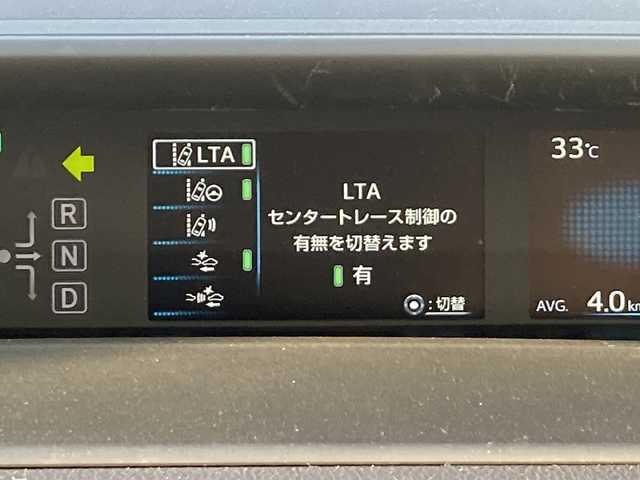 LTA
LTA
センタートレース制御の
有無を切替えます
有
:切替
R
N
D
33℃
AVG. 4.0km